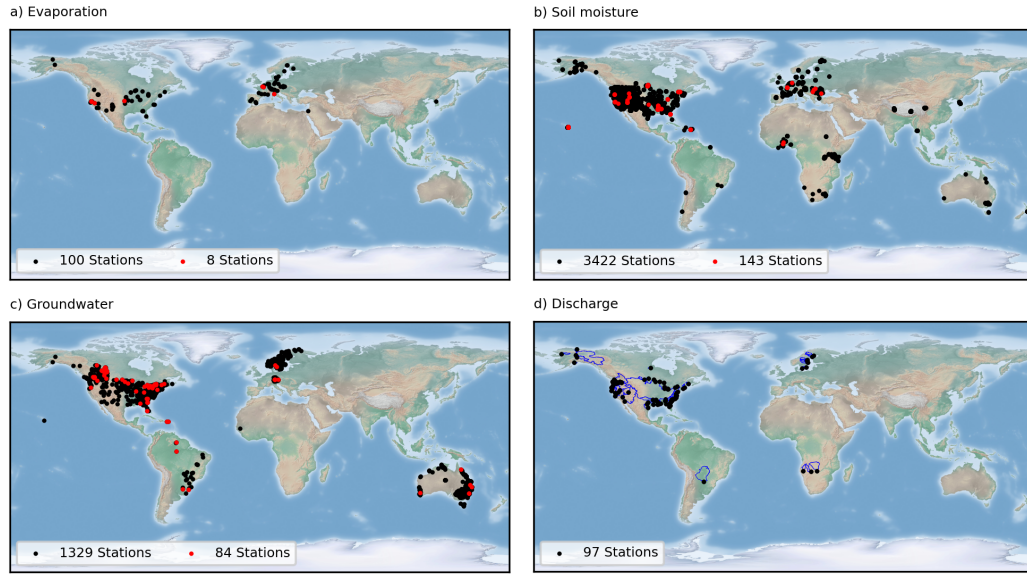 a) Evaporation
b) Soil moisture
100 Stations 8 Stations
3422 Stations 143 Stations
c) Groundwater
d) Discharge
1329 Stations 84 Stations
97 Stations